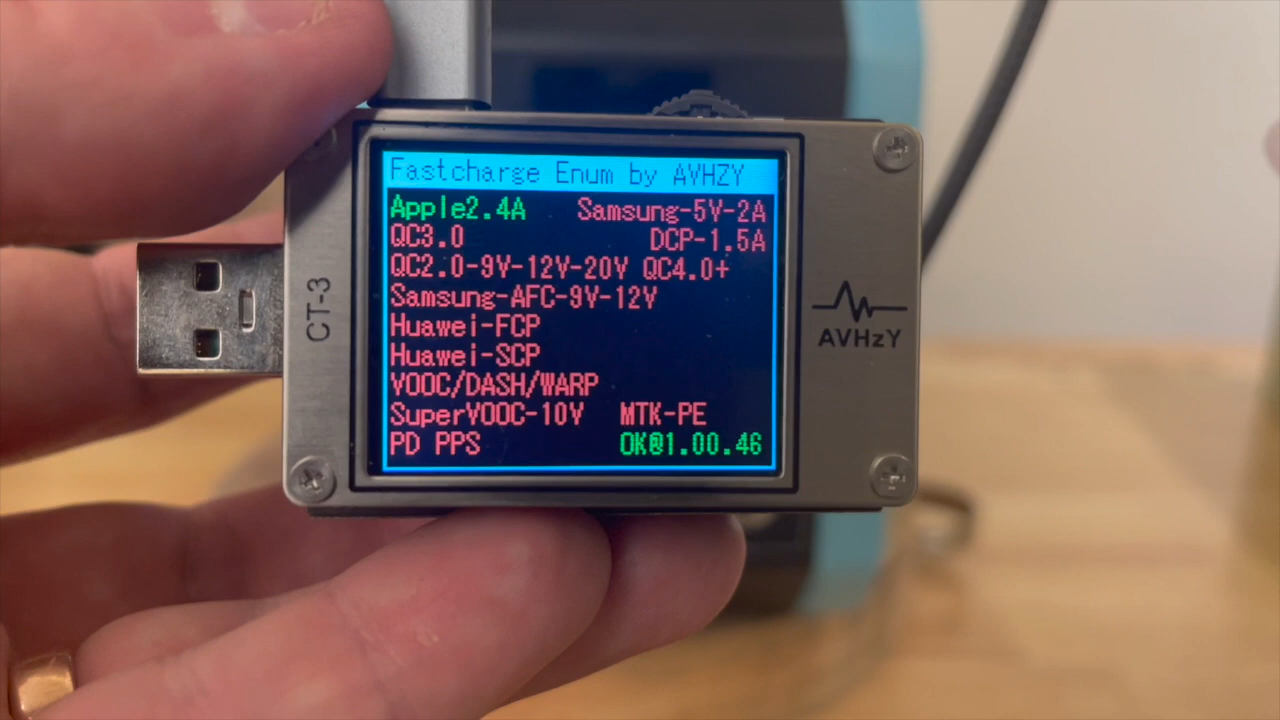 Fastcharge Enum by AVHZY
Apple2.4A Samsung-5V-2A
QC3.0 DCP-1.5A
QC2.0-9V-12V-20V QC4.0+
Samsung-AFC-9V-12V
Huawei-FCP
Huawei-SCP
VOOC/DASH/WARP
SuperVOOC-10V MTK-PE
PD PPS OK@1.00.46
CT-3
AVHzY